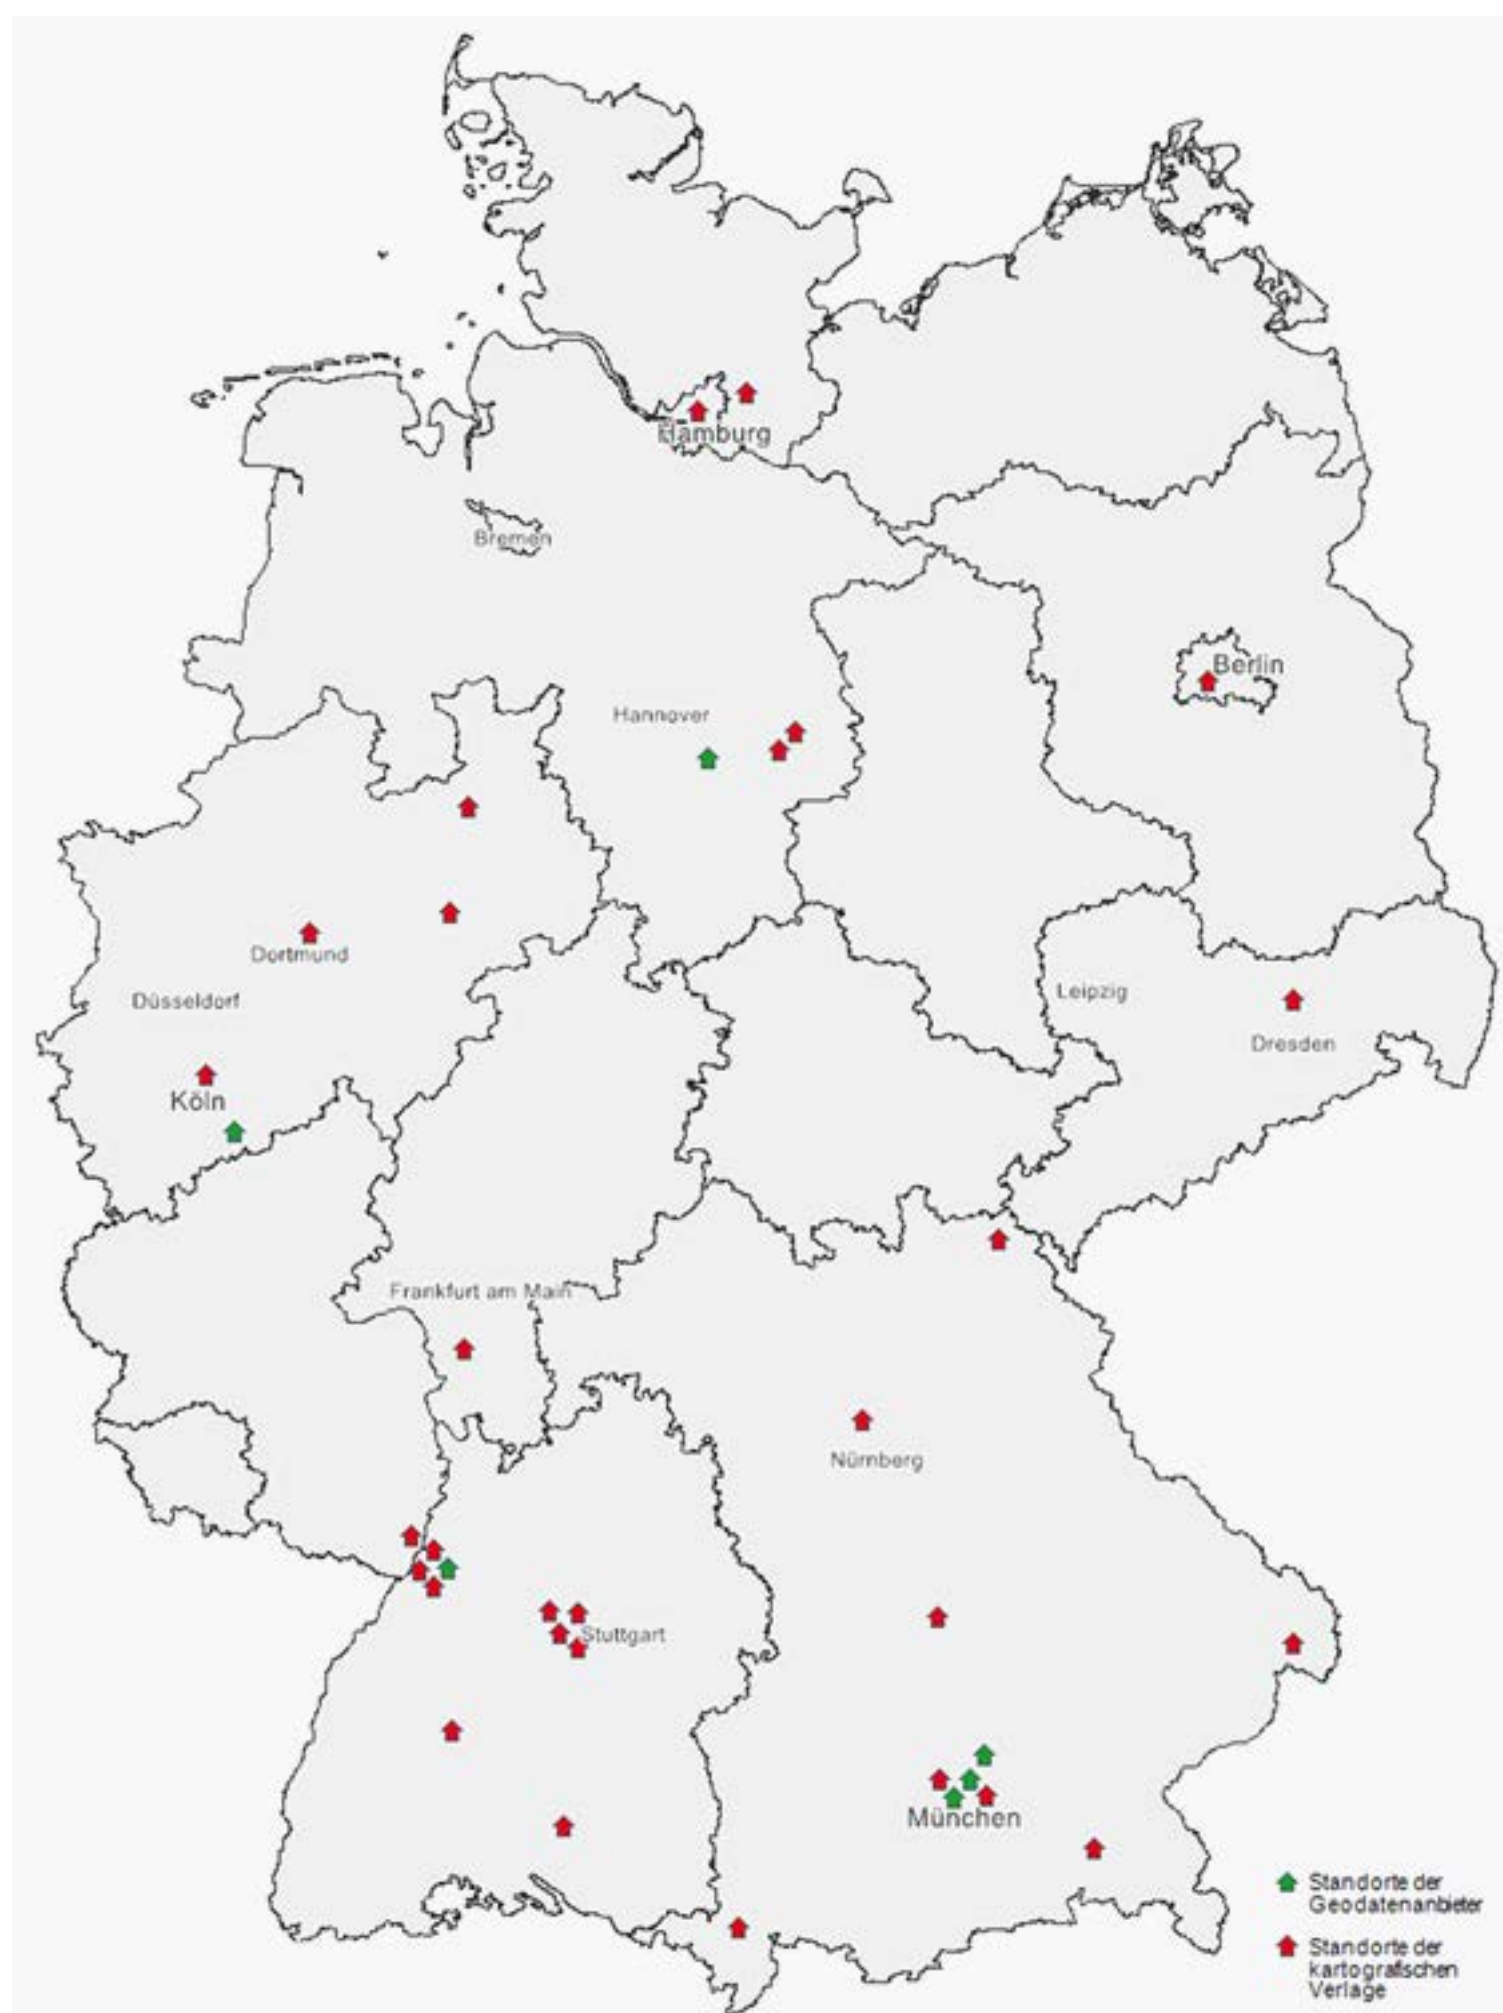 Hamburg
Bremen
Berlin
Hannover
Dortmund
Düsseldorf
Leipzig
Dresden
Köln
Frankfurt am Main
Nürnberg
Stuttgart
München
Standorte der
Geodatenanbieter
Standorte der
kartografischen
Verlage